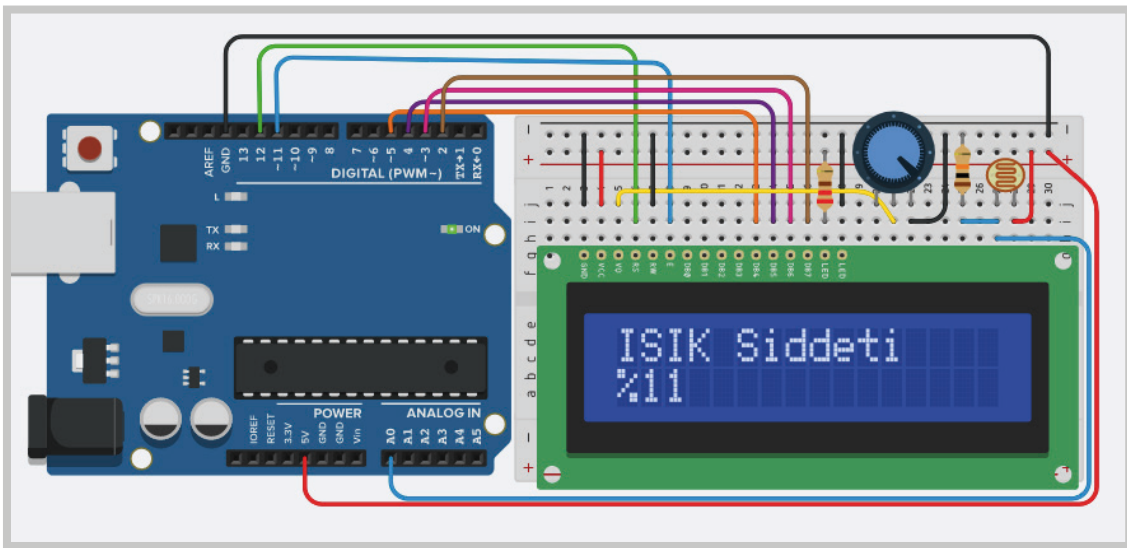 AREF
GND
13
12
~11
~10
~9
8
7
~6
~5
4
~3
2
TX→1
RX←0
DIGITAL (PWM~)
L
TX
RX
ON
POWER
ANALOG IN
IOREF
RESET
3.3V
5V
GND
GND
Vin
A0
A1
A2
A3
A4
A5
GND
VCC
VO
RS
RW
E
DB0
DB1
DB2
DB3
DB4
DB5
DB6
DB7
LED
LED
ISIK Siddeti
%11